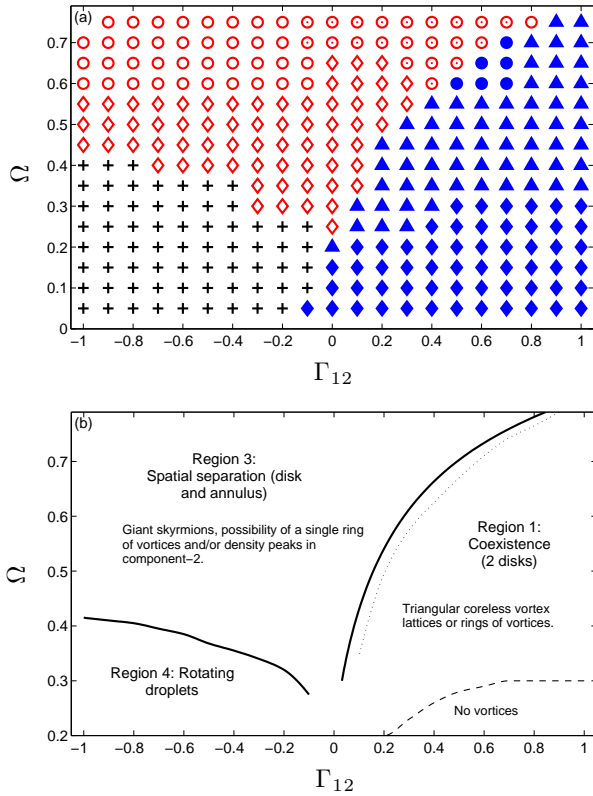 (a)
0.7
0.6
0.5
0.4
0.3
0.2
0.1
0
Ω
−1 −0.8 −0.6 −0.4 −0.2 0 0.2 0.4 0.6 0.8 1
Γ12
(b)
Region 3:
Spatial separation (disk
and annulus)
Giant skyrmions, possibility of a single ring
of vortices and/or density peaks in
component−2.
Region 1:
Coexistence
(2 disks)
Triangular coreless vortex
lattices or rings of vortices.
Region 4: Rotating
droplets
No vortices
0.7
0.6
0.5
0.4
0.3
0.2
Ω
−1 −0.8 −0.6 −0.4 −0.2 0 0.2 0.4 0.6 0.8 1
Γ12